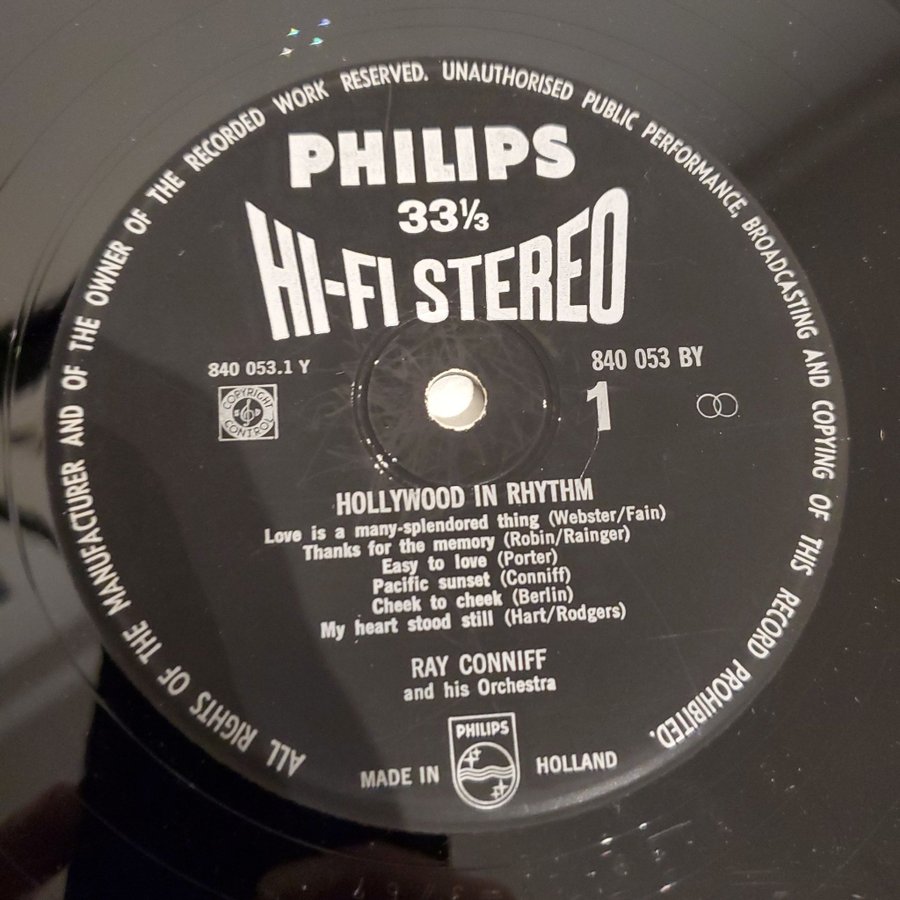 ALL RIGHTS OF THE MANUFACTURER AND OF THE OWNER OF THE RECORDED WORK RESERVED. UNAUTHORISED PUBLIC PERFORMANCE, BROADCASTING AND COPYING OF THIS RECORD PROHIBITED.
PHILIPS
33⅓
HI-FI STEREO
840 053.1 Y
840 053 BY
COPYRIGHT
CONTROL
1
HOLLYWOOD IN RHYTHM
Love is a many-splendored thing (Webster/Fain)
Thanks for the memory (Robin/Rainger)
Easy to love (Porter)
Pacific sunset (Conniff)
Cheek to cheek (Berlin)
My heart stood still (Hart/Rodgers)
RAY CONNIFF
and his Orchestra
PHILIPS
MADE IN HOLLAND